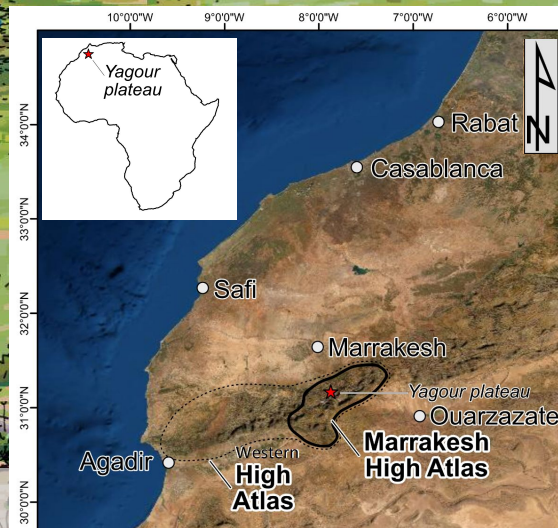 10°0'0"W
9°0'0"W
8°0'0"W
7°0'0"W
6°0'0"W
Yagour
plateau
N
34°0'0"N
33°0'0"N
32°0'0"N
31°0'0"N
30°0'0"N
Rabat
Casablanca
Safi
Marrakesh
Yagour plateau
Ouarzazate
Marrakesh
High Atlas
Western
High
Atlas
Agadir